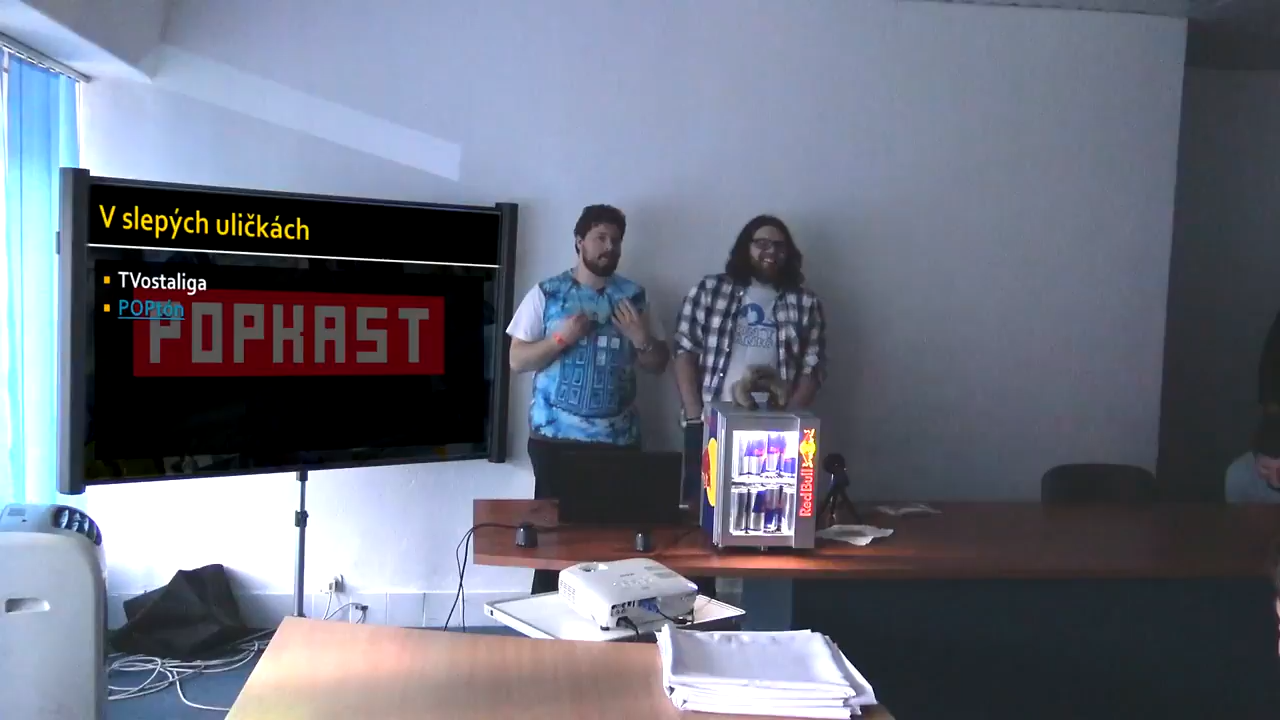 V slepých uličkách
TVostaliga
POPtón
POPKAST
Red Bull